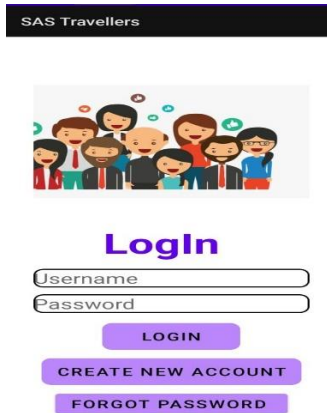 SAS Travellers
LogIn
Username
Password
LOGIN
CREATE NEW ACCOUNT
FORGOT PASSWORD